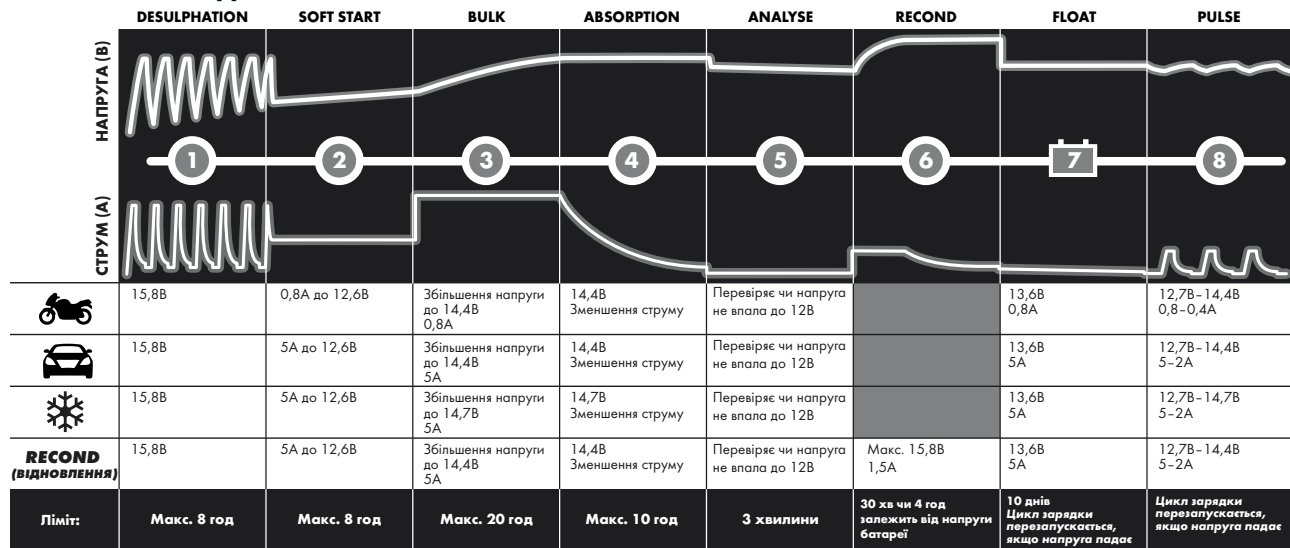 DESULPHATION SOFT START BULK ABSORPTION ANALYSE RECOND FLOAT PULSE
НАПРУГА (В)
1 2 3 4 5 6 7 8
СТРУМ (А)
15,8В 0,8А до 12,6В Збільшення напруги 14,4В Перевіряє чи напруга 13,6В 12,7В–14,4В
до 14,4В Зменшення струму не впала до 12В 0,8А 0,8–0,4А
0,8А
15,8В 5А до 12,6В Збільшення напруги 14,4В Перевіряє чи напруга 13,6В 12,7В–14,4В
до 14,4В Зменшення струму не впала до 12В 5А 5–2А
5А
15,8В 5А до 12,6В Збільшення напруги 14,7В Перевіряє чи напруга 13,6В 12,7В–14,7В
до 14,7В Зменшення струму не впала до 12В 5А 5–2А
5А
RECOND 15,8В 5А до 12,6В Збільшення напруги 14,4В Перевіряє чи напруга Макс. 15,8В 13,6В 12,7В–14,4В
(ВІДНОВЛЕННЯ) до 14,4В Зменшення струму не впала до 12В 1,5А 5А 5–2А
5А
Ліміт: Макс. 8 год Макс. 8 год Макс. 20 год Макс. 10 год 3 хвилини
30 хв чи 4 год
залежить від напруги
батареї
10 днів
Цикл зарядки
перезапускається,
якщо напруга падає
Цикл зарядки
перезапускається,
якщо напруга падає